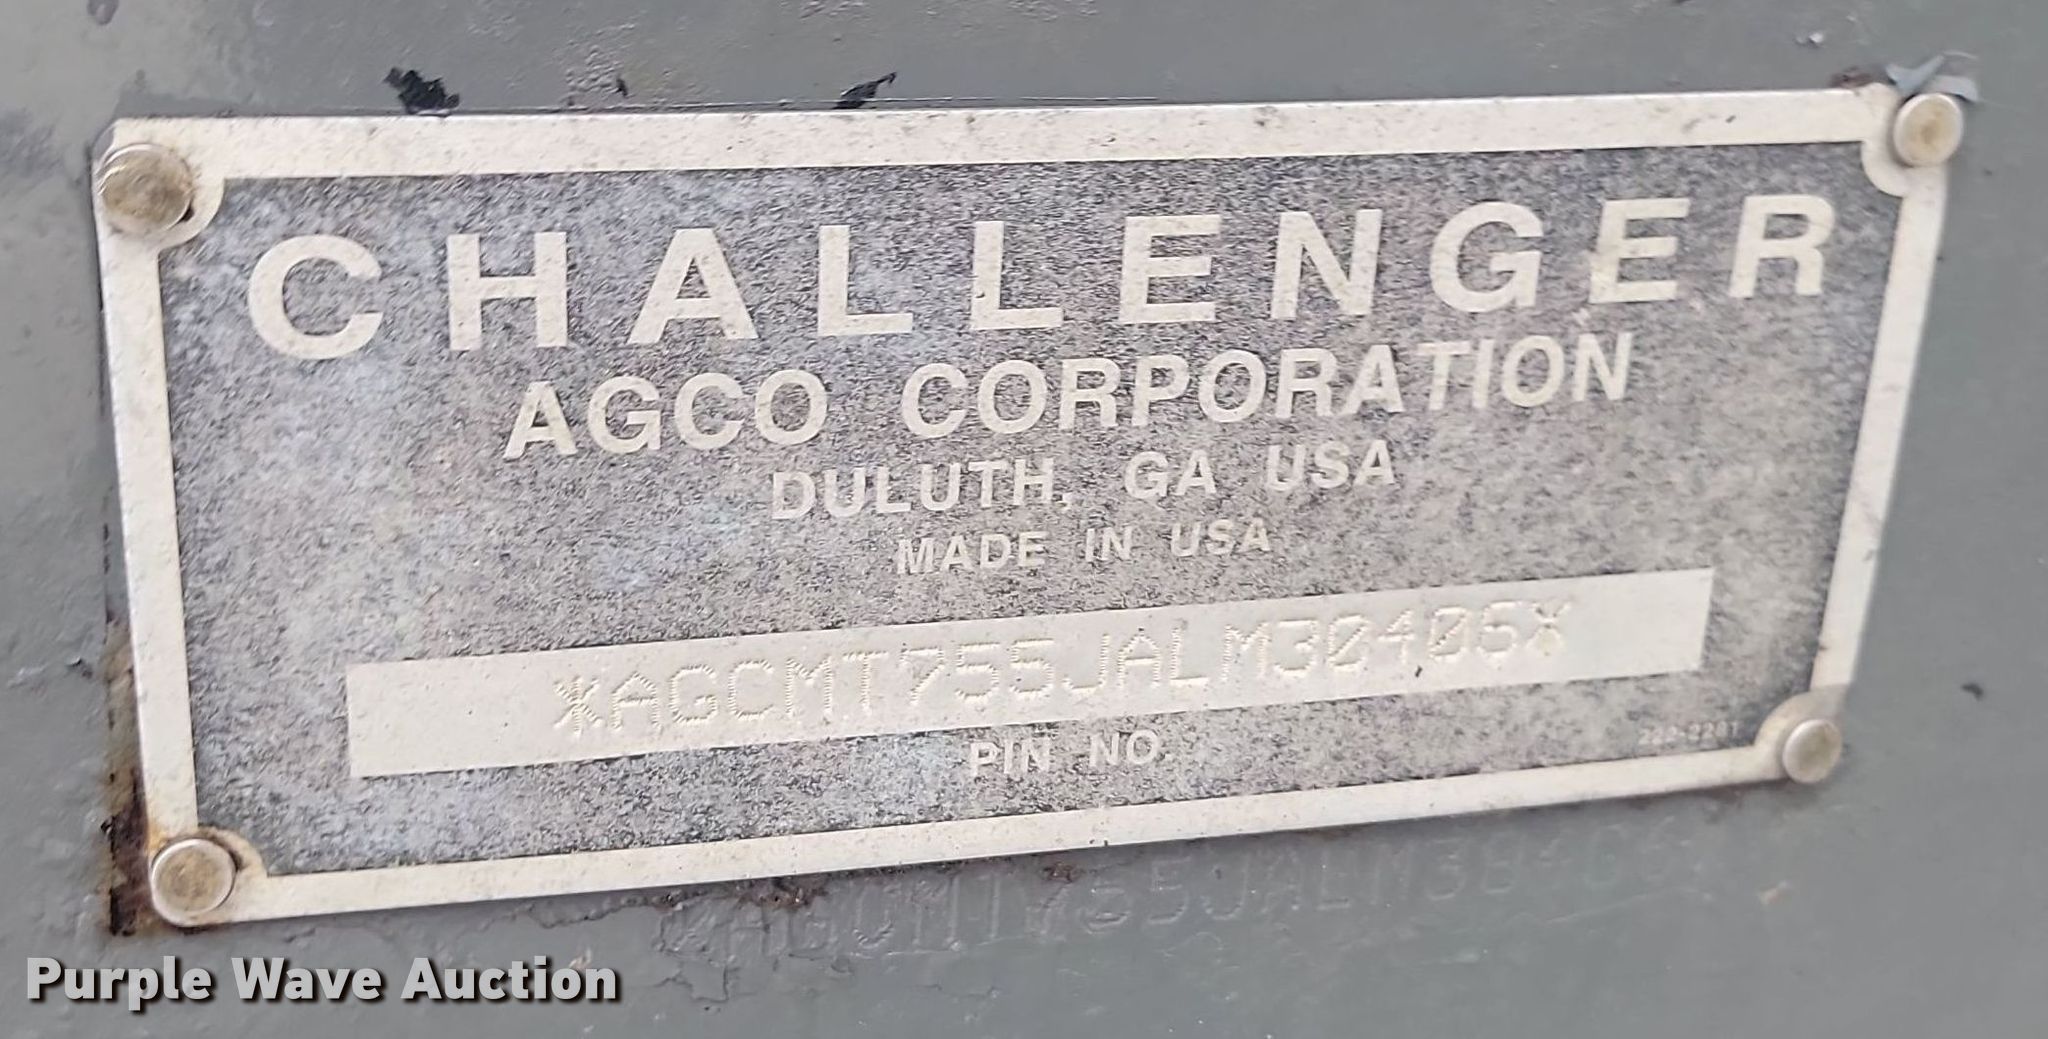 CHALLENGER
AGCO CORPORATION
DULUTH, GA USA
MADE IN USA
*AGCMT755JALM30406*
PIN NO.
Purple Wave Auction